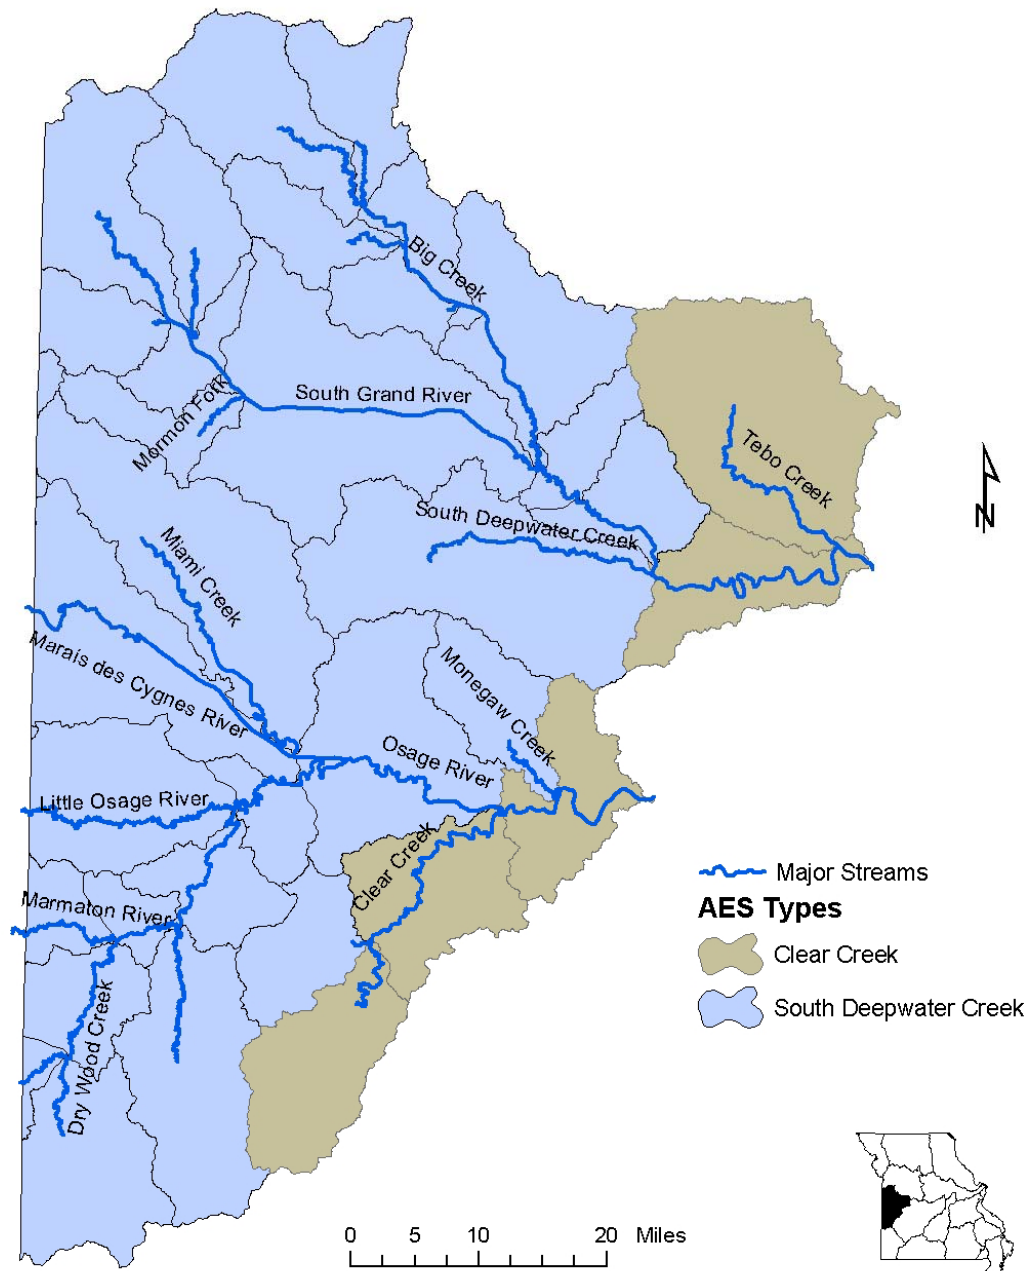 Big Creek
South Grand River
Mormon Fork
Tebo Creek
South Deepwater Creek
Miami Creek
N
Marais des Cygnes River
Monegaw Creek
Osage River
Little Osage River
Clear Creek
Major Streams
Marmaton River
AES Types
Clear Creek
Dry Wood Creek
South Deepwater Creek
0 5 10 20 Miles